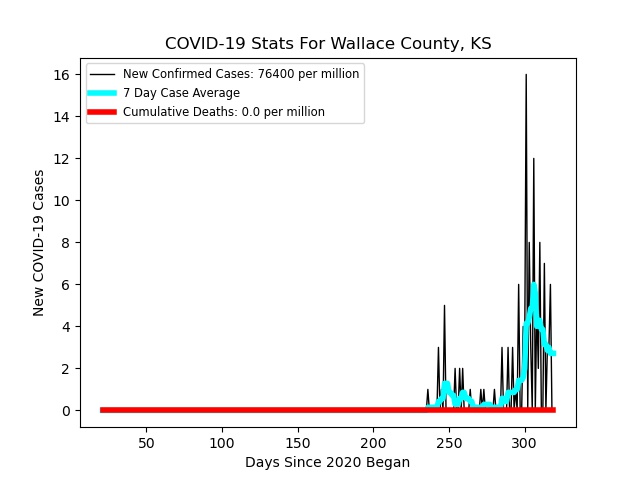 COVID-19 Stats For Wallace County, KS
New Confirmed Cases: 76400 per million
7 Day Case Average
Cumulative Deaths: 0.0 per million
New COVID-19 Cases
16
14
12
10
8
6
4
2
0
50 100 150 200 250 300
Days Since 2020 Began